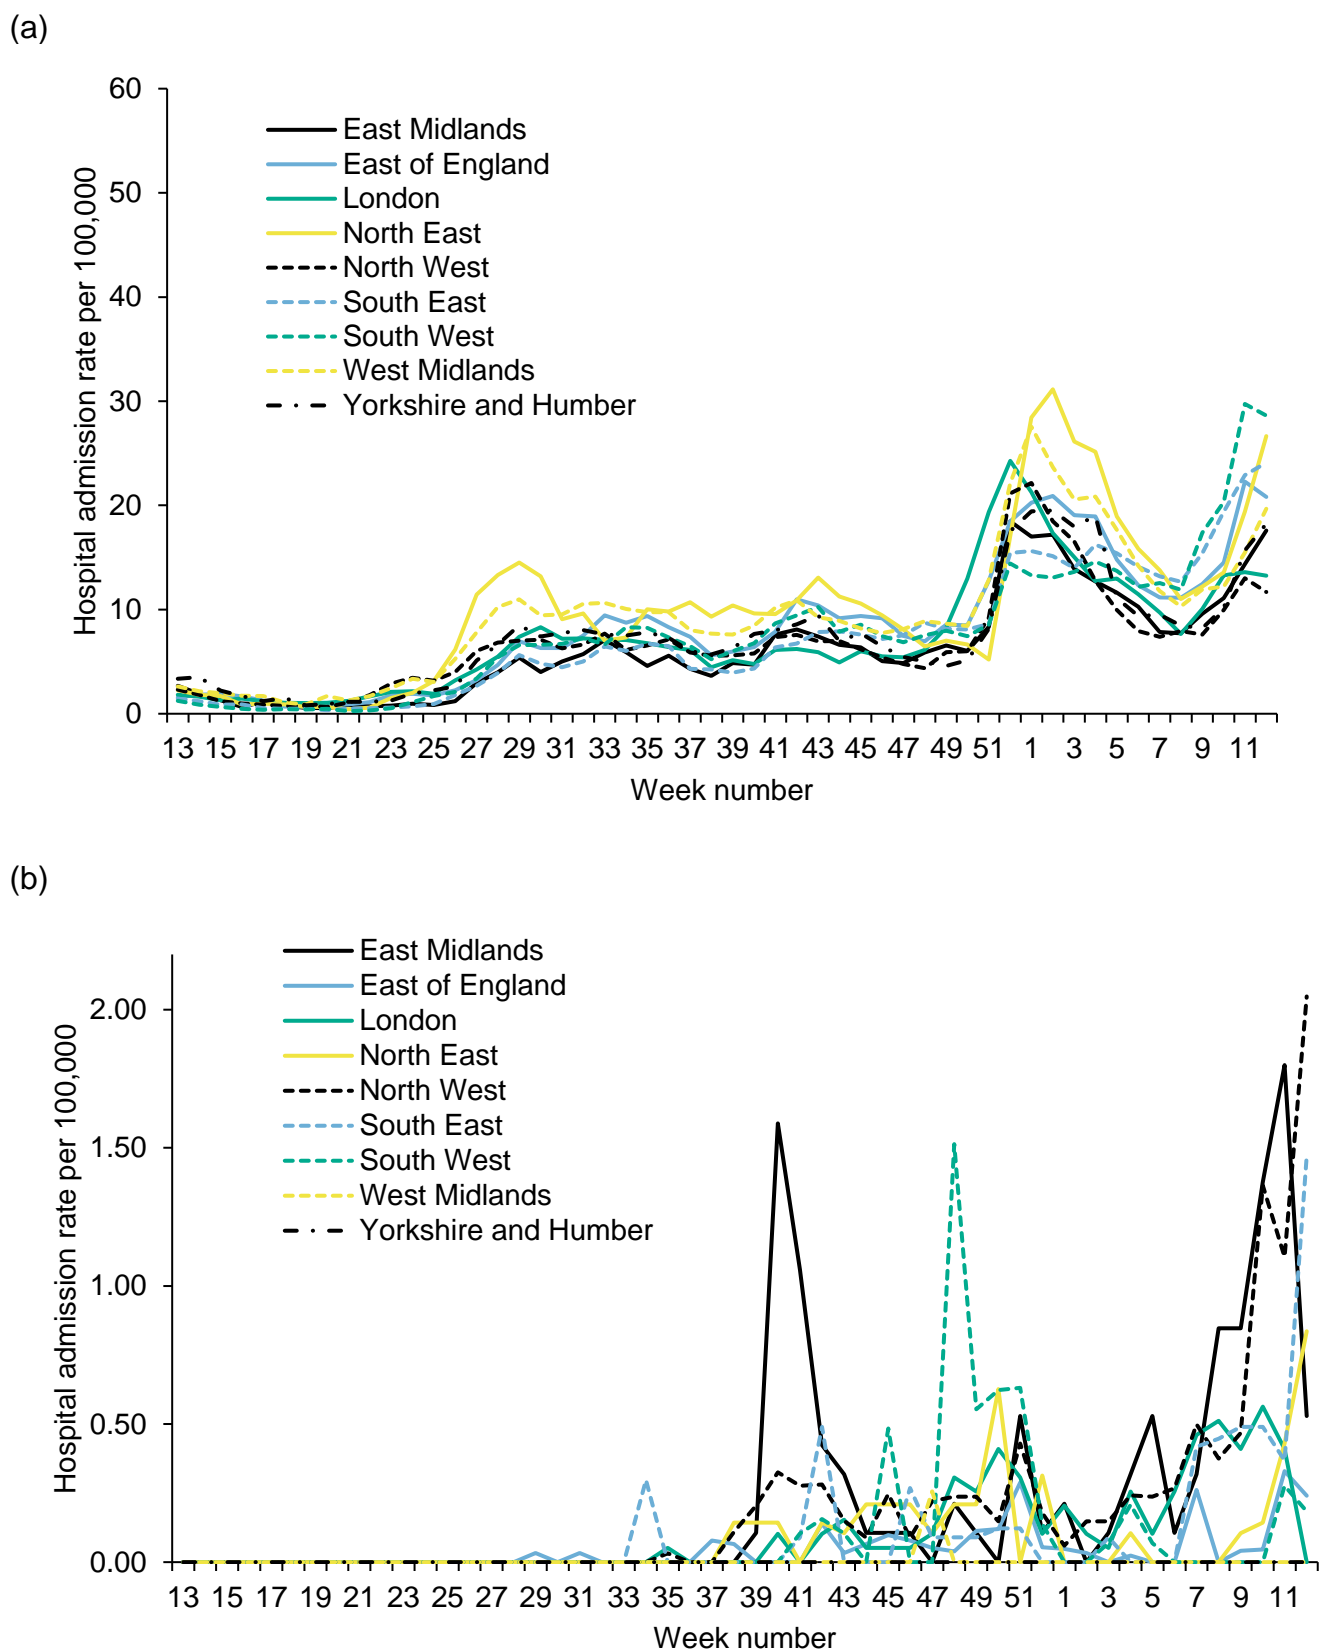 (a)
60
50
40
30
20
10
0
Hospital admission rate per 100,000
East Midlands
East of England
London
North East
North West
South East
South West
West Midlands
Yorkshire and Humber
13 15 17 19 21 23 25 27 29 31 33 35 37 39 41 43 45 47 49 51 1 3 5 7 9 11
Week number
(b)
2.00
1.50
1.00
0.50
0.00
Hospital admission rate per 100,000
East Midlands
East of England
London
North East
North West
South East
South West
West Midlands
Yorkshire and Humber
13 15 17 19 21 23 25 27 29 31 33 35 37 39 41 43 45 47 49 51 1 3 5 7 9 11
Week number